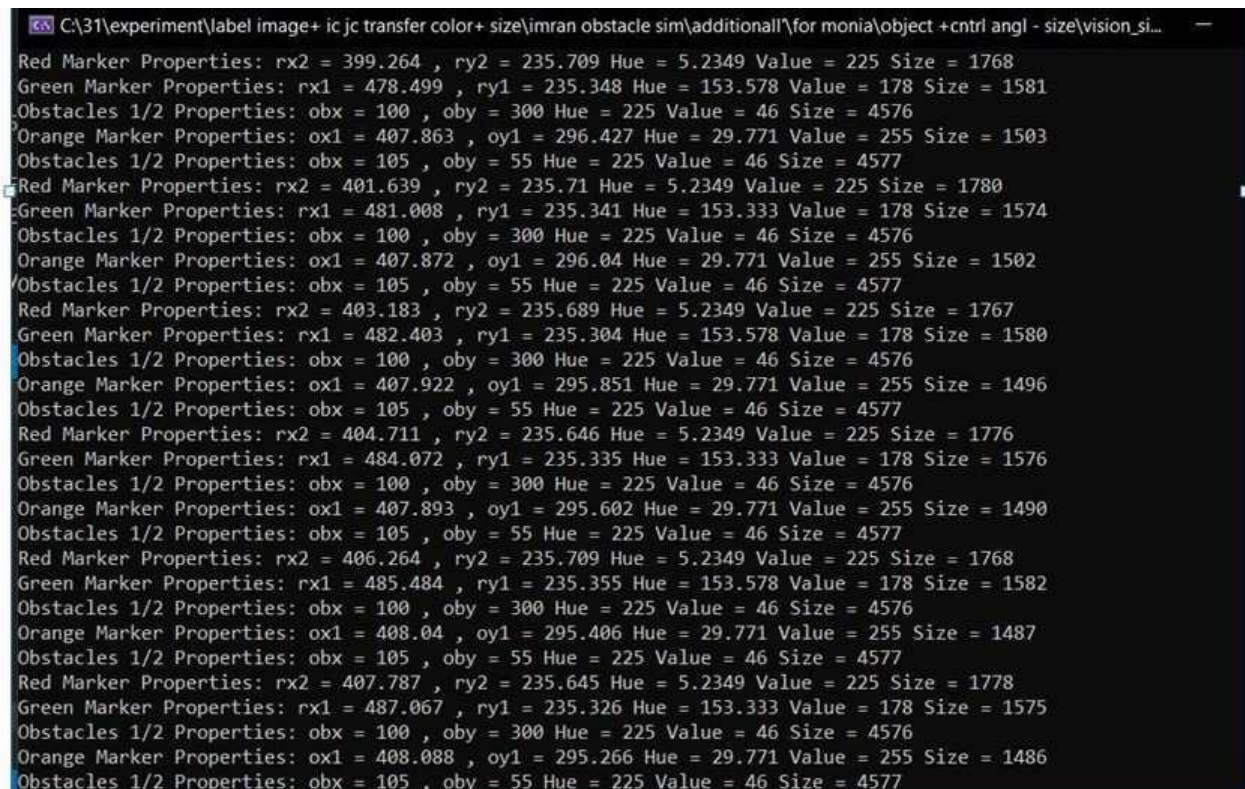 C:\31\experiment\label image+ ic jc transfer color+ size\imran obstacle sim\additionall'\for monia\object +cntrl angl - size\vision_si...
Red Marker Properties: rx2 = 399.264 , ry2 = 235.709 Hue = 5.2349 Value = 225 Size = 1768
Green Marker Properties: rx1 = 478.499 , ry1 = 235.348 Hue = 153.578 Value = 178 Size = 1581
Obstacles 1/2 Properties: obx = 100 , oby = 300 Hue = 225 Value = 46 Size = 4576
Orange Marker Properties: ox1 = 407.863 , oy1 = 296.427 Hue = 29.771 Value = 255 Size = 1503
Obstacles 1/2 Properties: obx = 105 , oby = 55 Hue = 225 Value = 46 Size = 4577
Red Marker Properties: rx2 = 401.639 , ry2 = 235.71 Hue = 5.2349 Value = 225 Size = 1780
Green Marker Properties: rx1 = 481.008 , ry1 = 235.341 Hue = 153.333 Value = 178 Size = 1574
Obstacles 1/2 Properties: obx = 100 , oby = 300 Hue = 225 Value = 46 Size = 4576
Orange Marker Properties: ox1 = 407.872 , oy1 = 296.04 Hue = 29.771 Value = 255 Size = 1502
Obstacles 1/2 Properties: obx = 105 , oby = 55 Hue = 225 Value = 46 Size = 4577
Red Marker Properties: rx2 = 403.183 , ry2 = 235.689 Hue = 5.2349 Value = 225 Size = 1767
Green Marker Properties: rx1 = 482.403 , ry1 = 235.304 Hue = 153.578 Value = 178 Size = 1580
Obstacles 1/2 Properties: obx = 100 , oby = 300 Hue = 225 Value = 46 Size = 4576
Orange Marker Properties: ox1 = 407.922 , oy1 = 295.851 Hue = 29.771 Value = 255 Size = 1496
Obstacles 1/2 Properties: obx = 105 , oby = 55 Hue = 225 Value = 46 Size = 4577
Red Marker Properties: rx2 = 404.711 , ry2 = 235.646 Hue = 5.2349 Value = 225 Size = 1776
Green Marker Properties: rx1 = 484.072 , ry1 = 235.335 Hue = 153.333 Value = 178 Size = 1576
Obstacles 1/2 Properties: obx = 100 , oby = 300 Hue = 225 Value = 46 Size = 4576
Orange Marker Properties: ox1 = 407.893 , oy1 = 295.602 Hue = 29.771 Value = 255 Size = 1490
Obstacles 1/2 Properties: obx = 105 , oby = 55 Hue = 225 Value = 46 Size = 4577
Red Marker Properties: rx2 = 406.264 , ry2 = 235.709 Hue = 5.2349 Value = 225 Size = 1768
Green Marker Properties: rx1 = 485.484 , ry1 = 235.355 Hue = 153.578 Value = 178 Size = 1582
Obstacles 1/2 Properties: obx = 100 , oby = 300 Hue = 225 Value = 46 Size = 4576
Orange Marker Properties: ox1 = 408.04 , oy1 = 295.406 Hue = 29.771 Value = 255 Size = 1487
Obstacles 1/2 Properties: obx = 105 , oby = 55 Hue = 225 Value = 46 Size = 4577
Red Marker Properties: rx2 = 407.787 , ry2 = 235.645 Hue = 5.2349 Value = 225 Size = 1778
Green Marker Properties: rx1 = 487.067 , ry1 = 235.326 Hue = 153.333 Value = 178 Size = 1575
Obstacles 1/2 Properties: obx = 100 , oby = 300 Hue = 225 Value = 46 Size = 4576
Orange Marker Properties: ox1 = 408.088 , oy1 = 295.266 Hue = 29.771 Value = 255 Size = 1486
Obstacles 1/2 Properties: obx = 105 , oby = 55 Hue = 225 Value = 46 Size = 4577